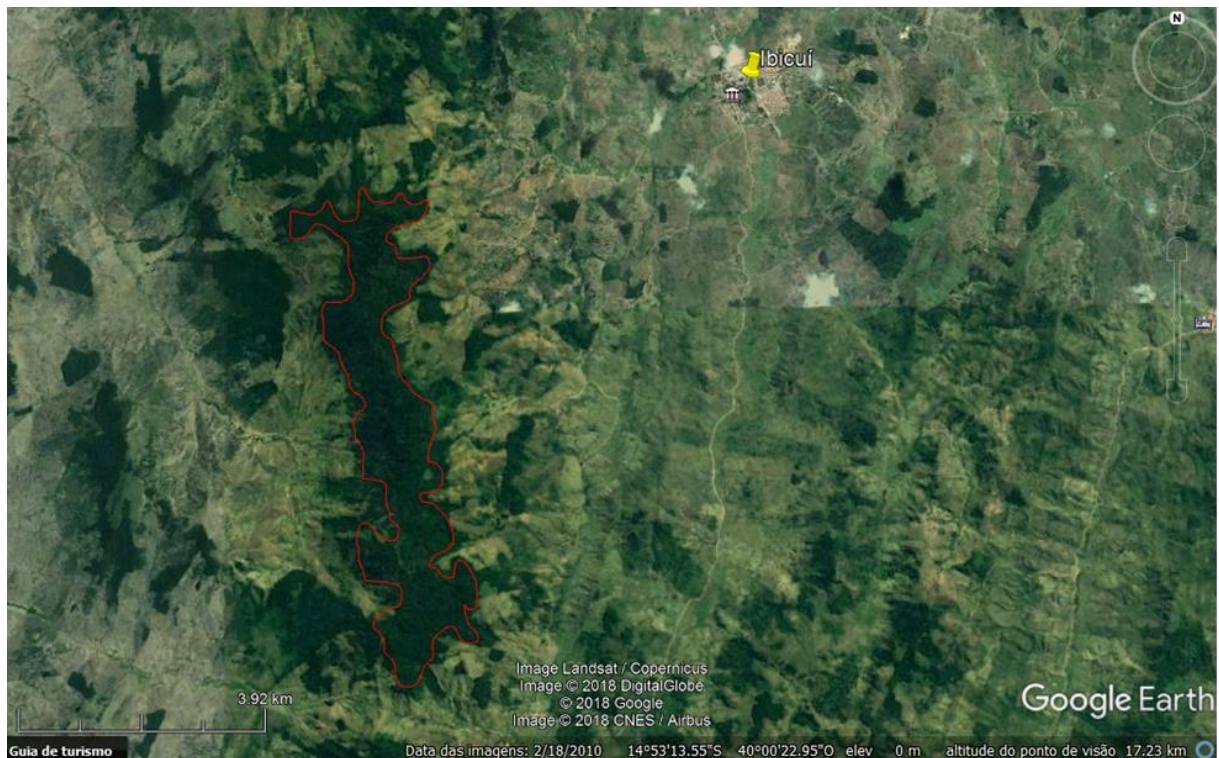 N
Ibicuí
Image Landsat / Copernicus
Image © 2018 DigitalGlobe
© 2018 Google
Image © 2018 CNES / Airbus
Google Earth
3.92 km
Guia de turismo
Data das imagens: 2/18/2010 14°53'13.55"S 40°00'22.95"O elev 0 m altitude do ponto de visão 17.23 km